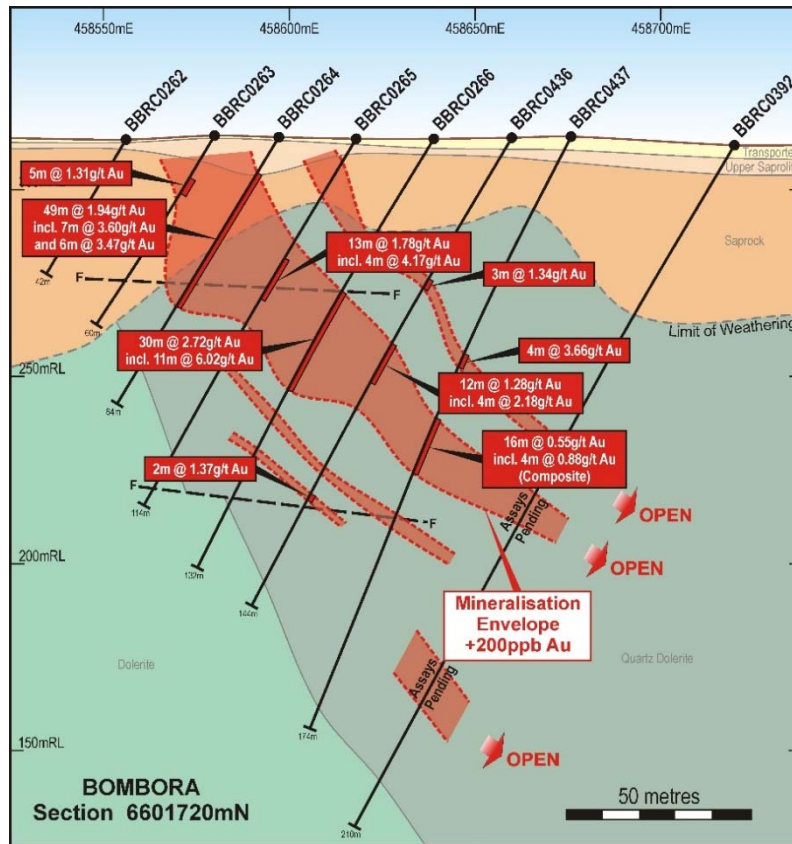 458550mE
458600mE
458650mE
458700mE
BBRC0262
BBRC0263
BBRC0264
BBRC0265
BBRC0266
BBRC0436
BBRC0437
BBRC0392
Upper Saprolite
Saprock
Limit of Weathering
5m @ 1.31g/t Au
49m @ 1.94g/t Au
incl. 7m @ 3.60g/t Au
and 6m @ 3.47g/t Au
13m @ 1.78g/t Au
incl. 4m @ 4.17g/t Au
3m @ 1.34g/t Au
42m
F
F
60m
30m @ 2.72g/t Au
incl. 11m @ 6.02g/t Au
4m @ 3.66g/t Au
250mRL
12m @ 1.28g/t Au
incl. 4m @ 2.18g/t Au
84m
16m @ 0.55g/t Au
incl. 4m @ 0.88g/t Au
(Composite)
2m @ 1.37g/t Au
F
F
114m
Assays
Pending
OPEN
200mRL
132m
OPEN
144m
Mineralisation
Envelope
+200ppb Au
Dolerite
Quartz Dolerite
Assays
Pending
174m
150mRL
OPEN
BOMBORA
Section 6601720mN
50 metres
210m